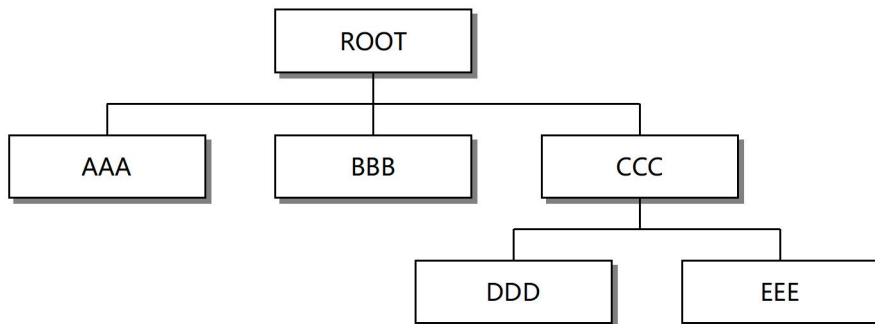 ROOT
AAA
BBB
CCC
DDD
EEE